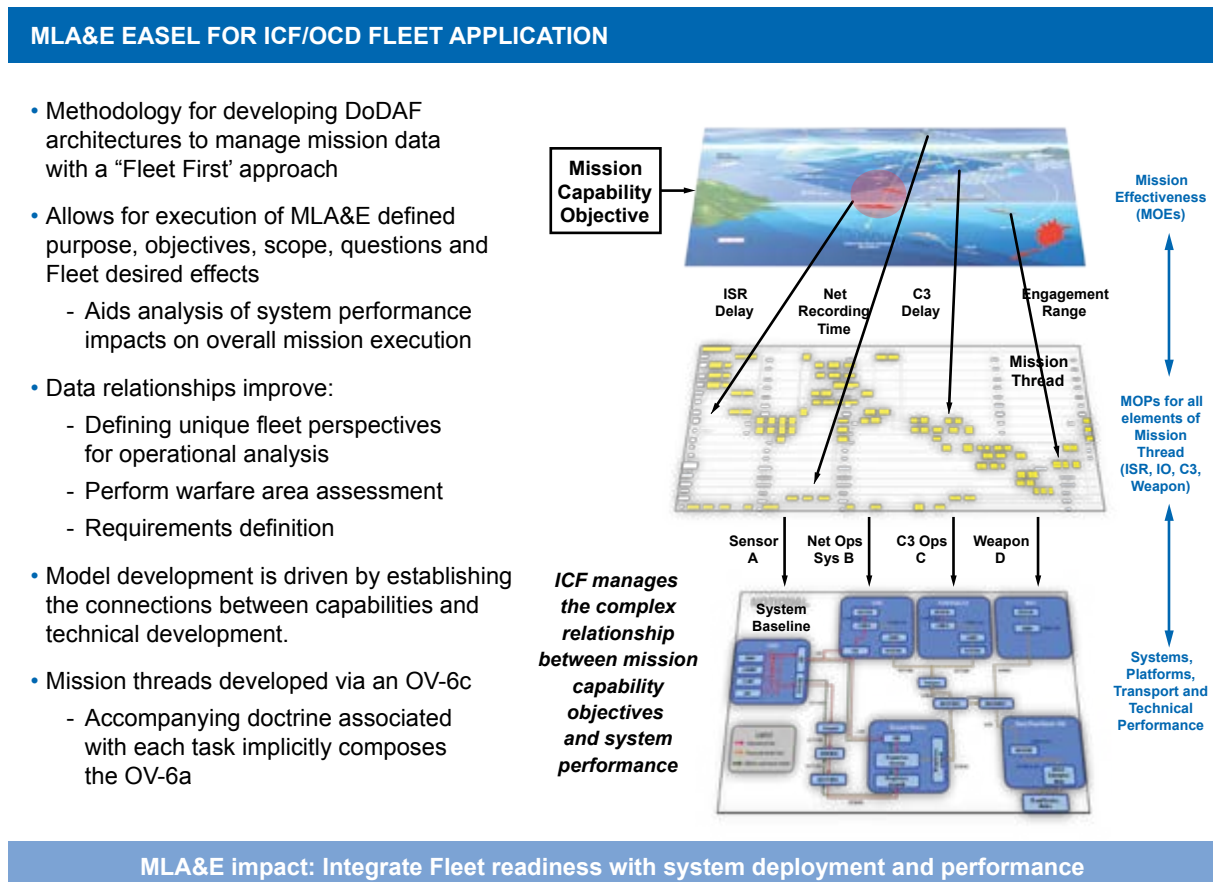 MLA&E EASEL FOR ICF/OCD FLEET APPLICATION
• Methodology for developing DoDAF
architectures to manage mission data
with a “Fleet First’ approach
• Allows for execution of MLA&E defined
purpose, objectives, scope, questions and
Fleet desired effects
- Aids analysis of system performance
impacts on overall mission execution
• Data relationships improve:
- Defining unique fleet perspectives
for operational analysis
- Perform warfare area assessment
- Requirements definition
• Model development is driven by establishing
the connections between capabilities and
technical development.
• Mission threads developed via an OV-6c
- Accompanying doctrine associated
with each task implicitly composes
the OV-6a
Mission
Capability
Objective
ISR
Delay
Net
Recording
Time
C3
Delay
Engagement
Range
Mission
Thread
Sensor
A
Net Ops
Sys B
C3 Ops
C
Weapon
D
System
Baseline
ICF manages
the complex
relationship
between mission
capability
objectives
and system
performance
Mission
Effectiveness
(MOEs)
MOPs for all
elements of
Mission
Thread
(ISR, IO, C3,
Weapon)
Systems,
Platforms,
Transport and
Technical
Performance
MLA&E impact: Integrate Fleet readiness with system deployment and performance